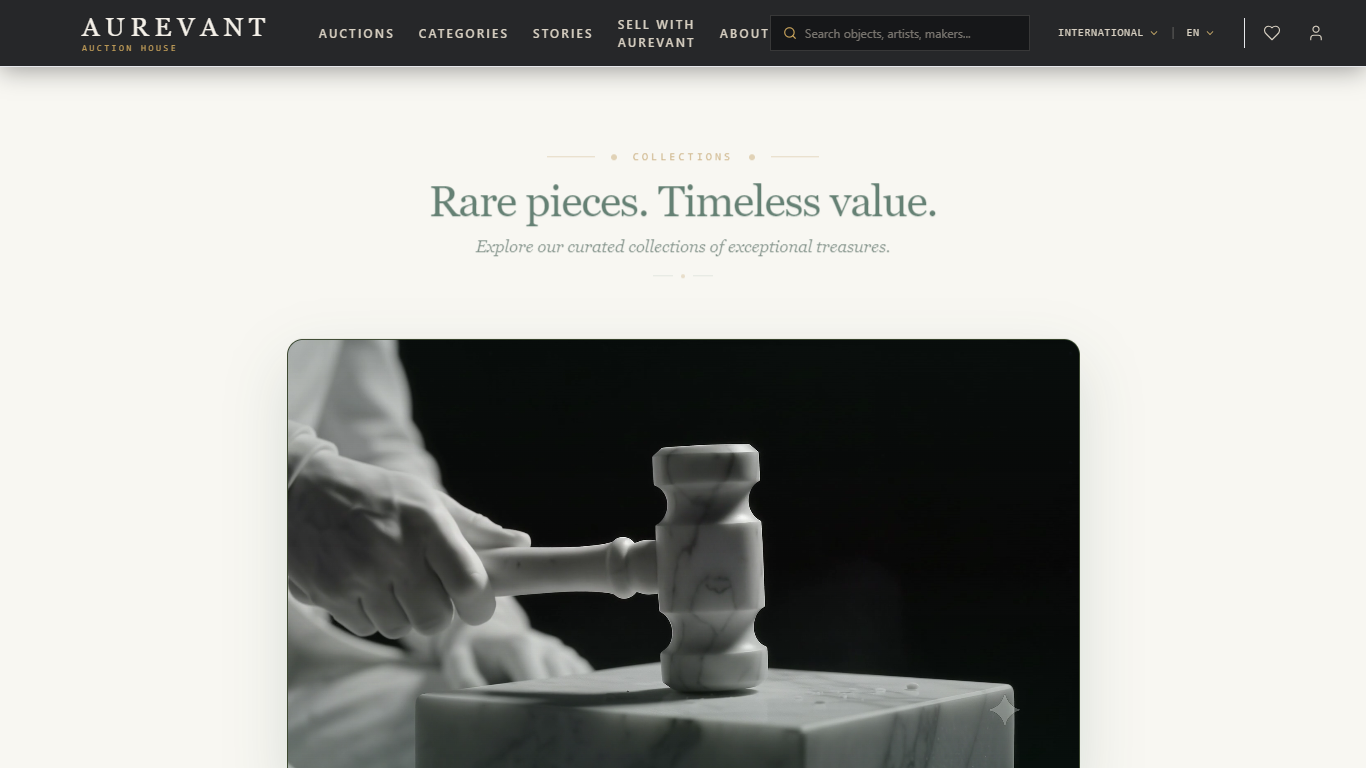 AUREVANT
AUCTION HOUSE
AUCTIONS
CATEGORIES
STORIES
SELL WITH
AUREVANT
ABOUT
Search objects, artists, makers...
INTERNATIONAL
EN
COLLECTIONS
Rare pieces. Timeless value.
Explore our curated collections of exceptional treasures.